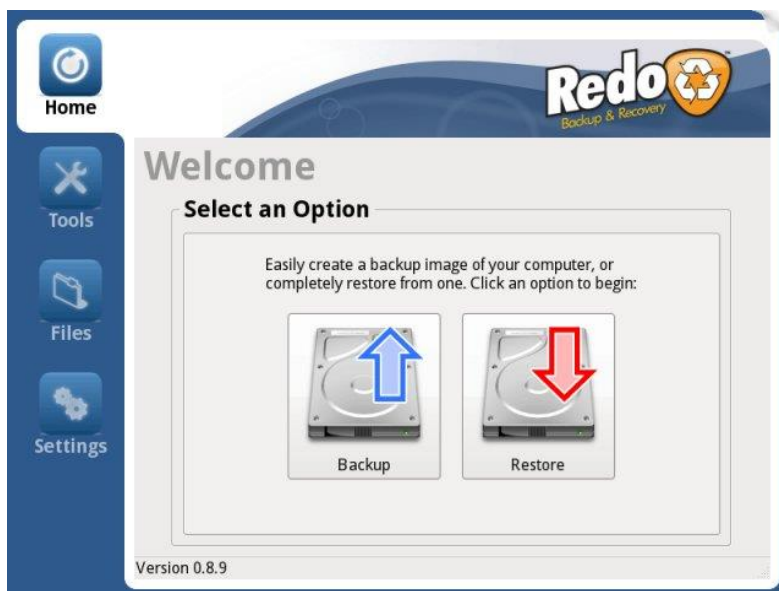 Home
Tools
Files
Settings
Redo
Backup & Recovery
Welcome
Select an Option
Easily create a backup image of your computer, or
completely restore from one. Click an option to begin:
Backup
Restore
Version 0.8.9